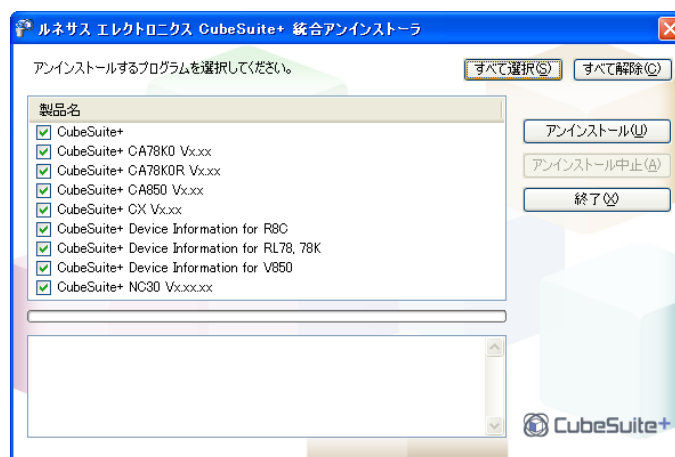 ルネサス エレクトロニクス CubeSuite+ 統合アンインストーラ
アンインストールするプログラムを選択してください。
すべて選択(S)
すべて解除(C)
製品名
CubeSuite+
CubeSuite+ CA78K0 Vx.xx
CubeSuite+ CA78K0R Vx.xx
CubeSuite+ CA850 Vx.xx
CubeSuite+ CX Vx.xx
CubeSuite+ Device Information for R8C
CubeSuite+ Device Information for RL78, 78K
CubeSuite+ Device Information for V850
CubeSuite+ NC30 Vx.xx.xx
アンインストール(U)
アンインストール中止(A)
終了(X)
CubeSuite+